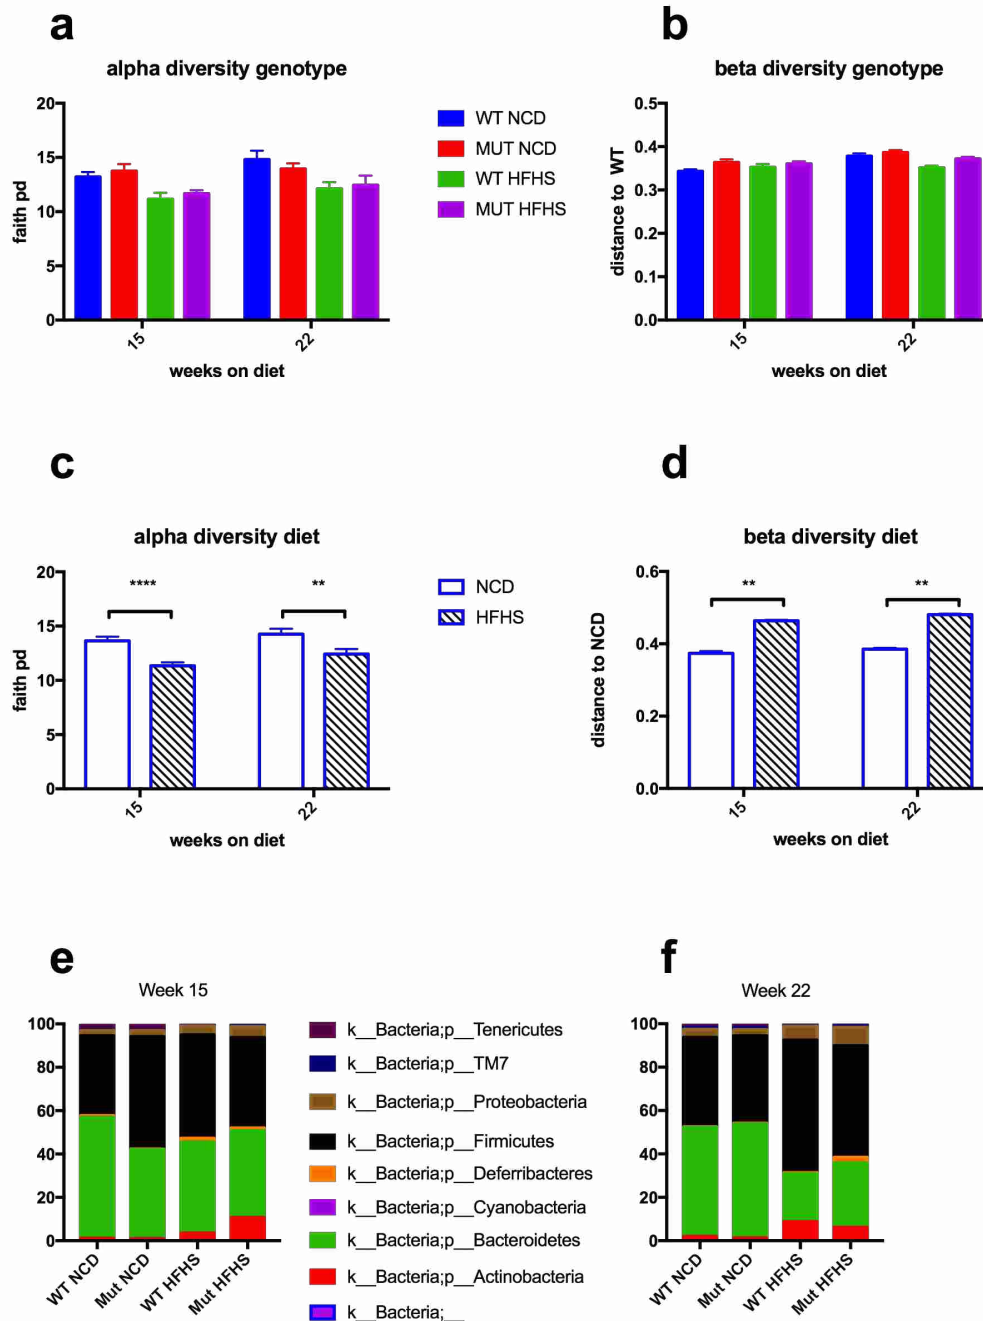 a
alpha diversity genotype
20
15
10
5
0
faith pd
15
22
weeks on diet
WT NCD
MUT NCD
WT HFHS
MUT HFHS
b
beta diversity genotype
0.5
0.4
0.3
0.2
0.1
0.0
distance to WT
15
22
weeks on diet
c
alpha diversity diet
20
15
10
5
0
faith pd
****
**
15
22
weeks on diet
NCD
HFHS
d
beta diversity diet
0.6
0.4
0.2
0.0
distance to NCD
**
**
15
22
weeks on diet
e
Week 15
100
80
60
40
20
0
WT NCD
Mut NCD
WT HFHS
Mut HFHS
k__Bacteria;p__Tenericutes
k__Bacteria;p__TM7
k__Bacteria;p__Proteobacteria
k__Bacteria;p__Firmicutes
k__Bacteria;p__Deferribacteres
k__Bacteria;p__Cyanobacteria
k__Bacteria;p__Bacteroidetes
k__Bacteria;p__Actinobacteria
k__Bacteria;__
f
Week 22
100
80
60
40
20
0
WT NCD
Mut NCD
WT HFHS
Mut HFHS